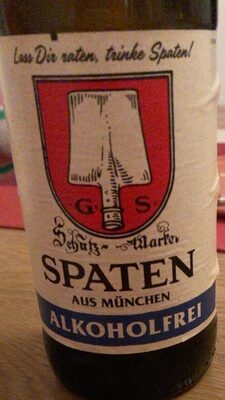 Lass Dir raten, trinke Spaten!
G. S.
Schutz-Marke
SPATEN
AUS MÜNCHEN
ALKOHOLFREI